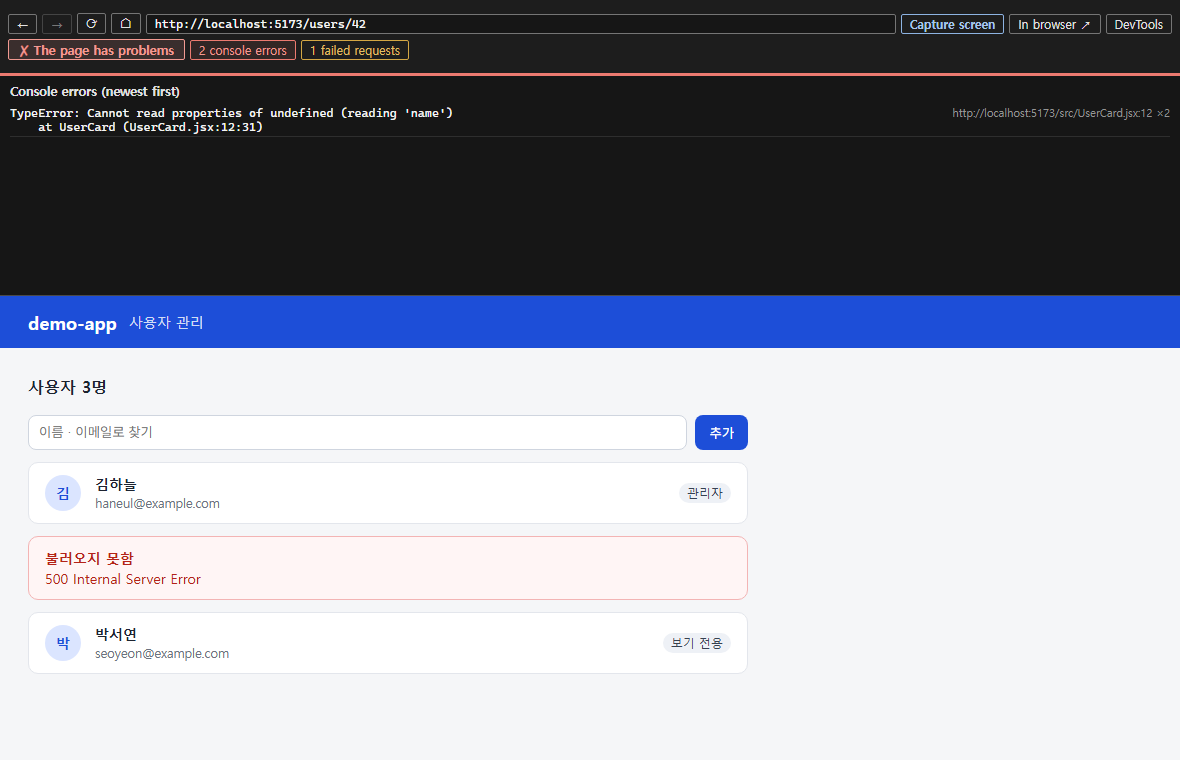 ← → ⟳ ⌂ http://localhost:5173/users/42 Capture screen In browser ↗ DevTools
✗ The page has problems 2 console errors 1 failed requests
Console errors (newest first)
TypeError: Cannot read properties of undefined (reading 'name') http://localhost:5173/src/UserCard.jsx:12 ×2
at UserCard (UserCard.jsx:12:31)
demo-app 사용자 관리
사용자 3명
이름 · 이메일로 찾기 추가
김 김하늘 관리자
haneul@example.com
불러오지 못함
500 Internal Server Error
박 박서연 보기 전용
seoyeon@example.com